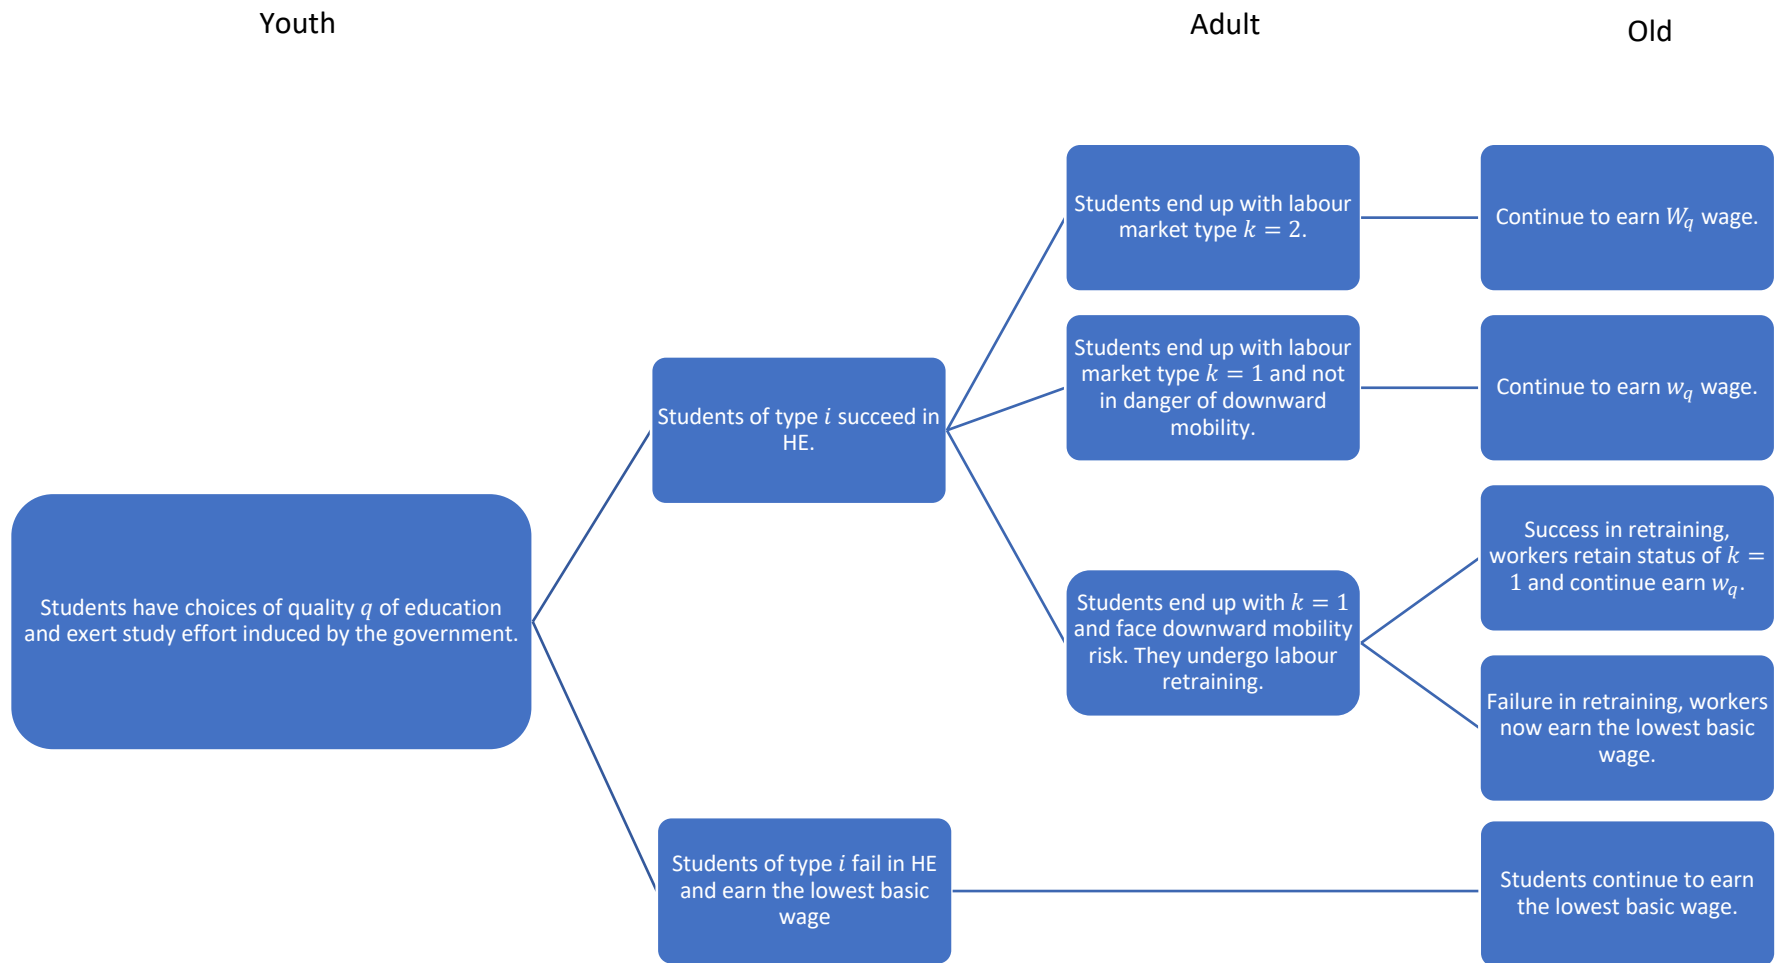 Youth
Adult
Old
Students have choices of quality q of education
and exert study effort induced by the government.
Students of type i succeed in
HE.
Students of type i fail in HE
and earn the lowest basic
wage
Students end up with labour
market type k = 2.
Students end up with labour
market type k = 1 and not
in danger of downward
mobility.
Students end up with k = 1
and face downward mobility
risk. They undergo labour
retraining.
Continue to earn W_q wage.
Continue to earn w_q wage.
Success in retraining,
workers retain status of k =
1 and continue earn w_q.
Failure in retraining, workers
now earn the lowest basic
wage.
Students continue to earn
the lowest basic wage.